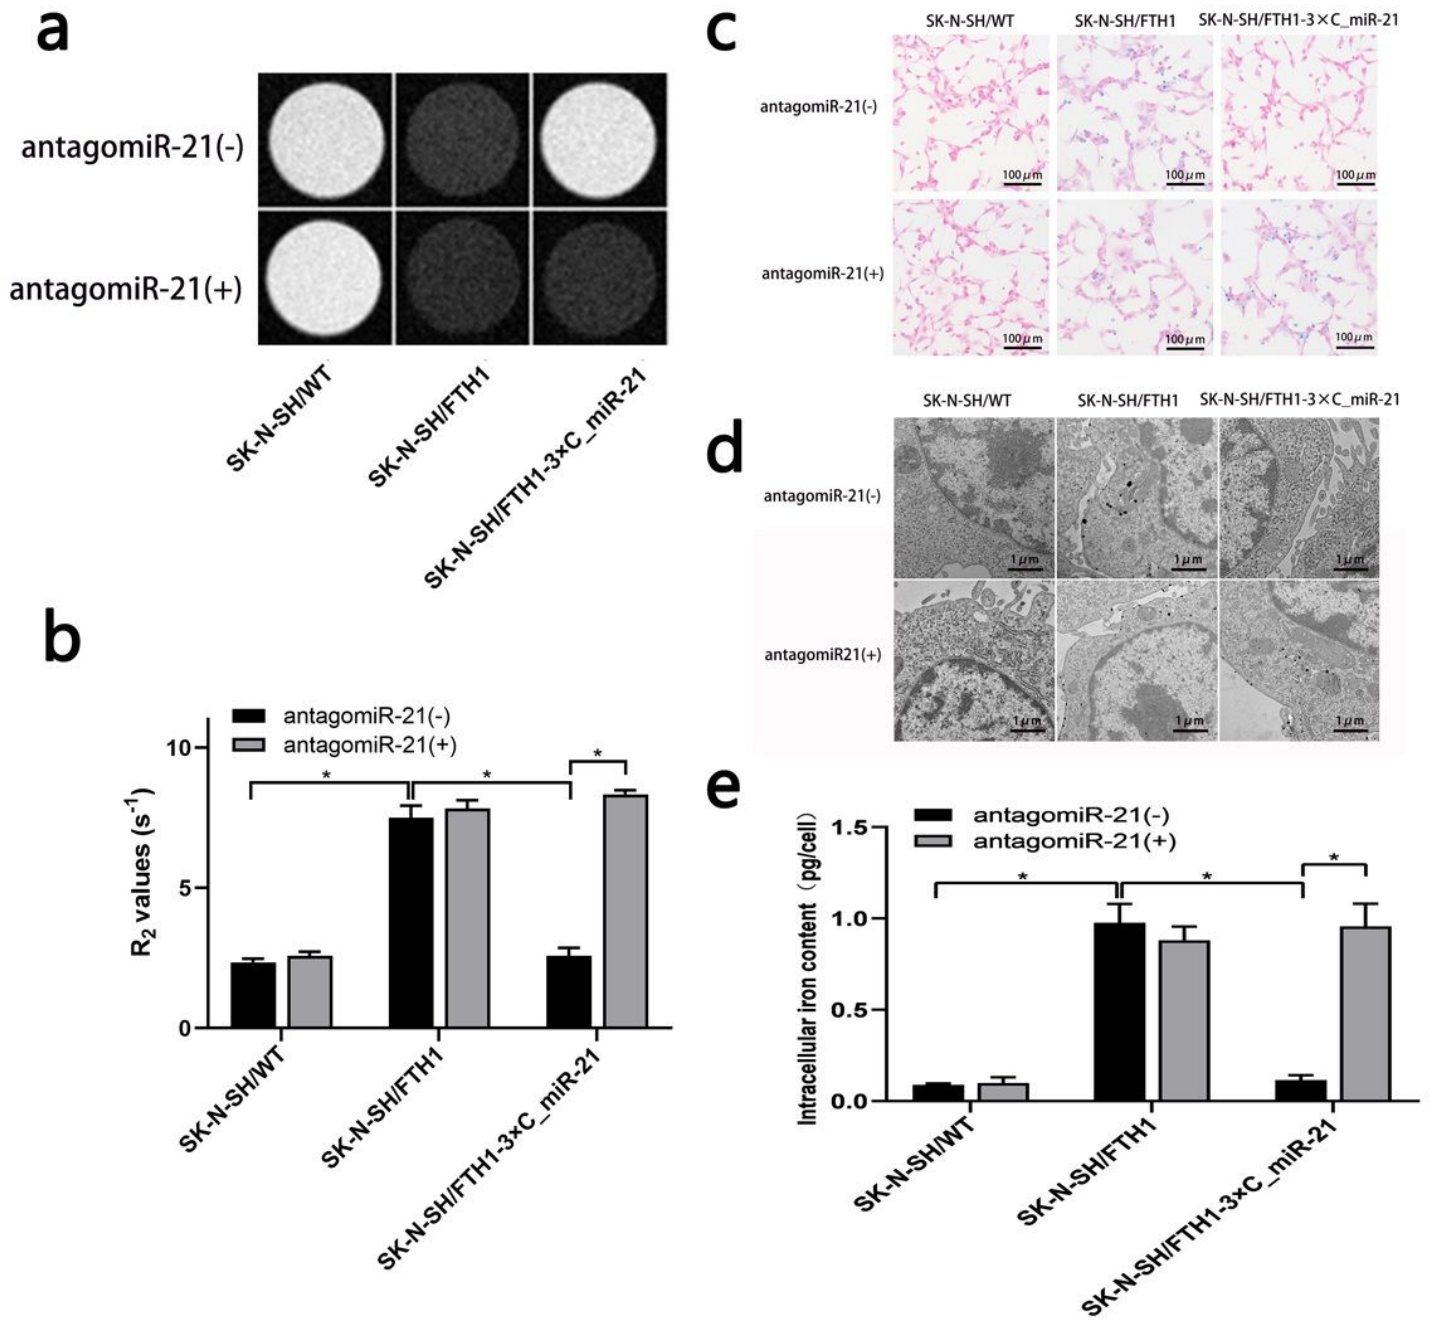 a
antagomiR-21(-)
antagomiR-21(+)
SK-N-SH/WT
SK-N-SH/FTH1
SK-N-SH/FTH1-3×C_miR-21
b
antagomiR-21(-)
antagomiR-21(+)
R2 values (s-1)
10
5
0
*
*
*
SK-N-SH/WT
SK-N-SH/FTH1
SK-N-SH/FTH1-3×C_miR-21
c
SK-N-SH/WT SK-N-SH/FTH1 SK-N-SH/FTH1-3×C_miR-21
antagomiR-21(-)
100μm 100μm 100μm
antagomiR-21(+)
100μm 100μm 100μm
d
SK-N-SH/WT SK-N-SH/FTH1 SK-N-SH/FTH1-3×C_miR-21
antagomiR-21(-)
1μm 1μm 1μm
antagomiR21(+)
1μm 1μm 1μm
e
antagomiR-21(-)
antagomiR-21(+)
Intracellular iron content（pg/cell）
1.5
1.0
0.5
0.0
*
*
*
SK-N-SH/WT
SK-N-SH/FTH1
SK-N-SH/FTH1-3×C_miR-21